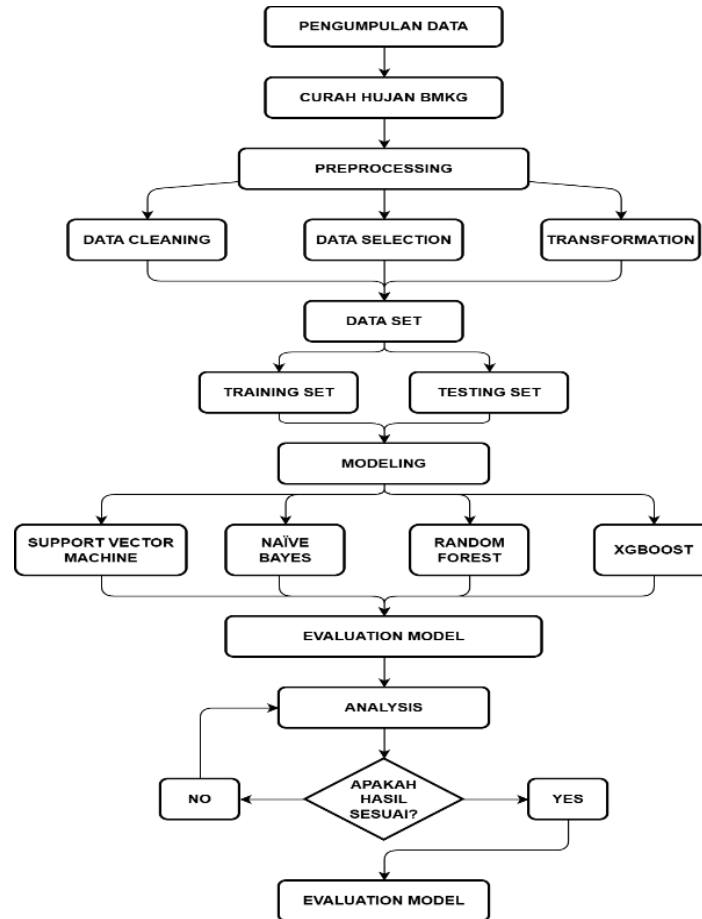 PENGUMPULAN DATA
CURAH HUJAN BMKG
PREPROCESSING
DATA CLEANING
DATA SELECTION
TRANSFORMATION
DATA SET
TRAINING SET
TESTING SET
MODELING
SUPPORT VECTOR
MACHINE
NAÏVE
BAYES
RANDOM
FOREST
XGBOOST
EVALUATION MODEL
ANALYSIS
NO
APAKAH
HASIL
SESUAI?
YES
EVALUATION MODEL